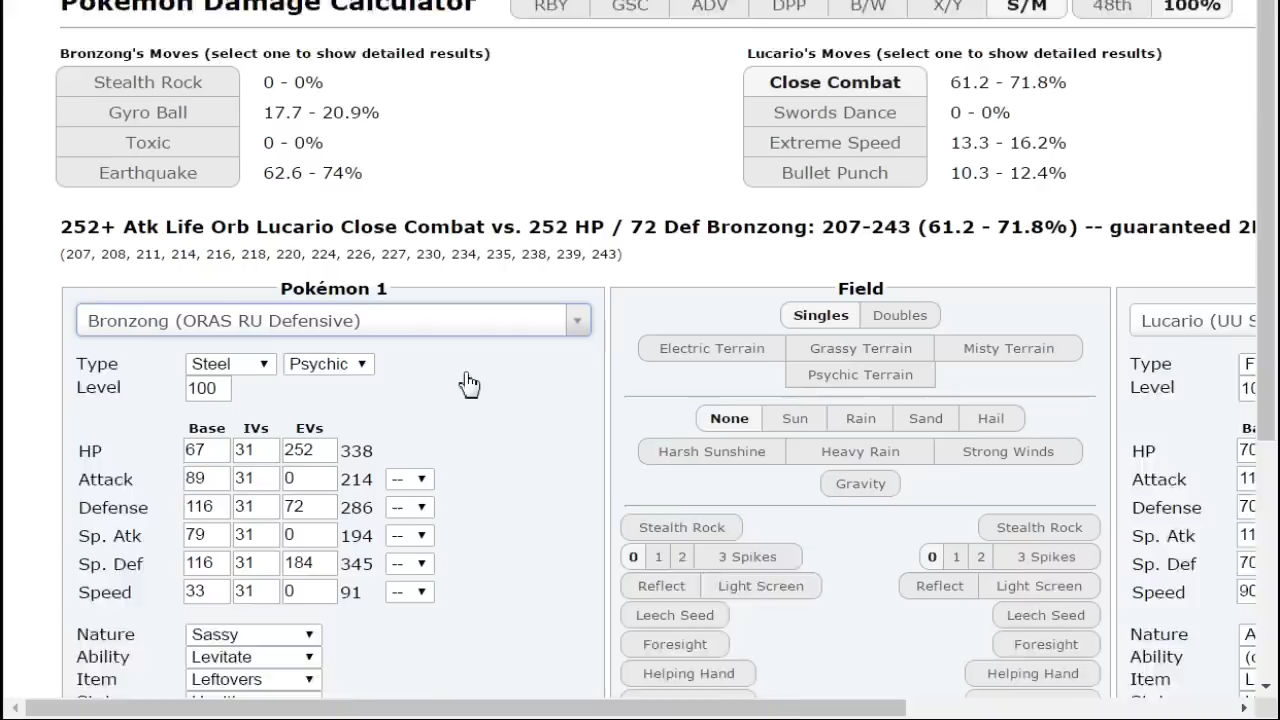 Pokémon Damage Calculator
RBY GSC ADV DPP B/W X/Y S/M 48th 100%
Bronzong's Moves (select one to show detailed results)
Stealth Rock 0 - 0%
Gyro Ball 17.7 - 20.9%
Toxic 0 - 0%
Earthquake 62.6 - 74%
Lucario's Moves (select one to show detailed results)
Close Combat 61.2 - 71.8%
Swords Dance 0 - 0%
Extreme Speed 13.3 - 16.2%
Bullet Punch 10.3 - 12.4%
252+ Atk Life Orb Lucario Close Combat vs. 252 HP / 72 Def Bronzong: 207-243 (61.2 - 71.8%) -- guaranteed
(207, 208, 211, 214, 216, 218, 220, 224, 226, 227, 230, 234, 235, 238, 239, 243)
Pokémon 1
Bronzong (ORAS RU Defensive)
Type Steel Psychic
Level 100
Base IVs EVs
HP 67 31 252 338
Attack 89 31 0 214 --
Defense 116 31 72 286 --
Sp. Atk 79 31 0 194 --
Sp. Def 116 31 184 345 --
Speed 33 31 0 91 --
Nature Sassy
Ability Levitate
Item Leftovers
Field
Singles Doubles
Electric Terrain Grassy Terrain Misty Terrain
Psychic Terrain
None Sun Rain Sand Hail
Harsh Sunshine Heavy Rain Strong Winds
Gravity
Stealth Rock Stealth Rock
0 1 2 3 Spikes 0 1 2 3 Spikes
Reflect Light Screen Reflect Light Screen
Leech Seed Leech Seed
Foresight Foresight
Helping Hand Helping Hand
Lucario (UU
Type
Level
HP 70
Attack
Defense 70
Sp. Atk
Sp. Def 70
Speed 90
Nature
Ability
Item